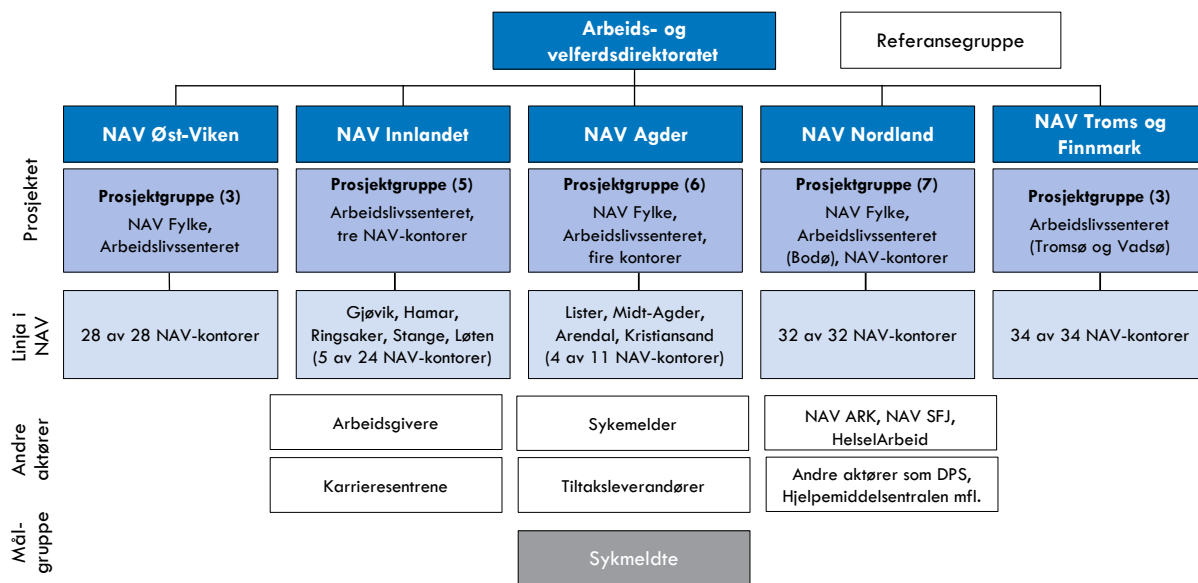 Arbeids- og
velferdsdirektoratet
Referansegruppe
Prosjektet
NAV Øst-Viken
NAV Innlandet
NAV Agder
NAV Nordland
NAV Troms og
Finnmark
Prosjektgruppe (3)
NAV Fylke,
Arbeidslivssenteret
Prosjektgruppe (5)
Arbeidslivssenteret,
tre NAV-kontorer
Prosjektgruppe (6)
NAV Fylke,
Arbeidslivssenteret,
fire kontorer
Prosjektgruppe (7)
NAV Fylke,
Arbeidslivssenteret
(Bodø), NAV-kontorer
Prosjektgruppe (3)
Arbeidslivssenteret
(Tromsø og Vadsø)
Linja i
NAV
28 av 28 NAV-kontorer
Gjøvik, Hamar,
Ringsaker, Stange, Løten
(5 av 24 NAV-kontorer)
Lister, Midt-Agder,
Arendal, Kristiansand
(4 av 11 NAV-kontorer)
32 av 32 NAV-kontorer
34 av 34 NAV-kontorer
Andre
aktører
Arbeidsgivere
Sykemelder
NAV ARK, NAV SFJ,
HelseIArbeid
Karrieresentrene
Tiltaksleverandører
Andre aktører som DPS,
Hjelpemiddelsentralen mfl.
Mål-
gruppe
Sykmeldte